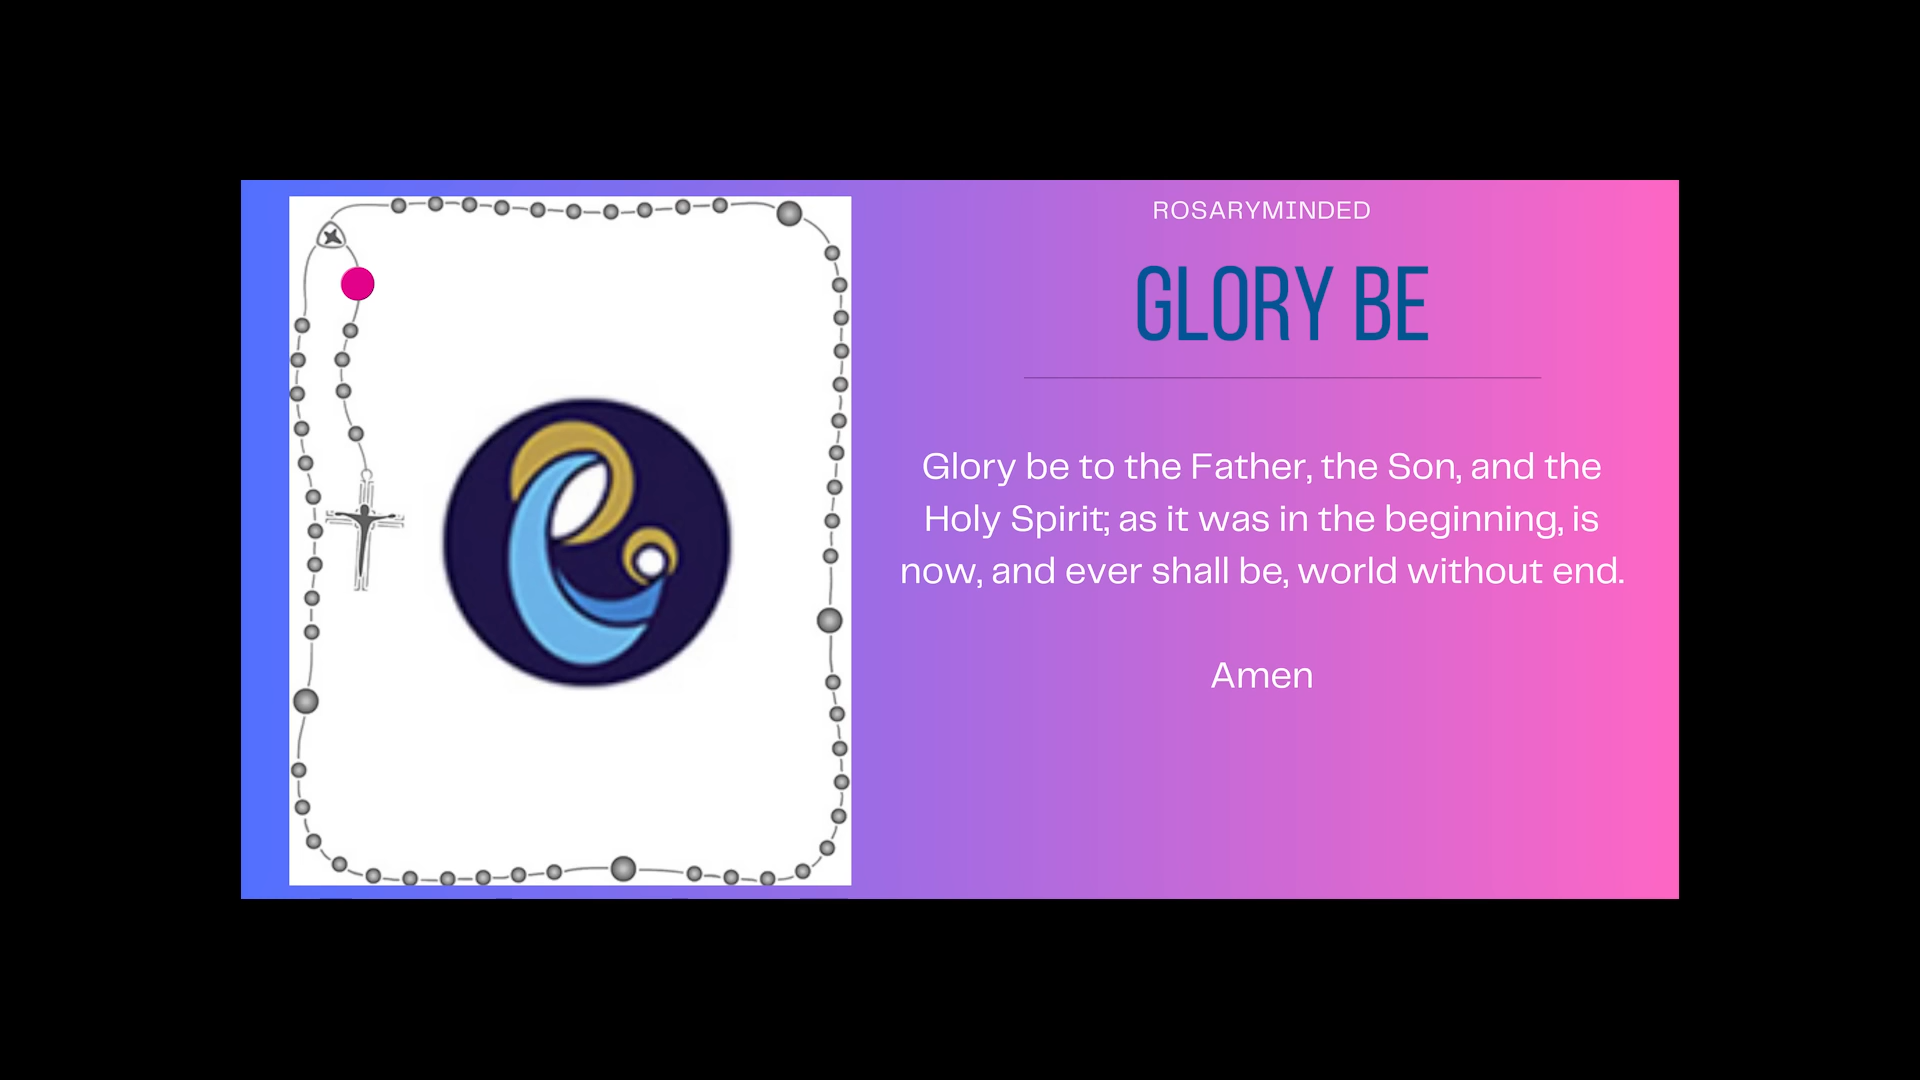 ROSARYMINDED
GLORY BE
Glory be to the Father, the Son, and the
Holy Spirit; as it was in the beginning, is
now, and ever shall be, world without end.
Amen